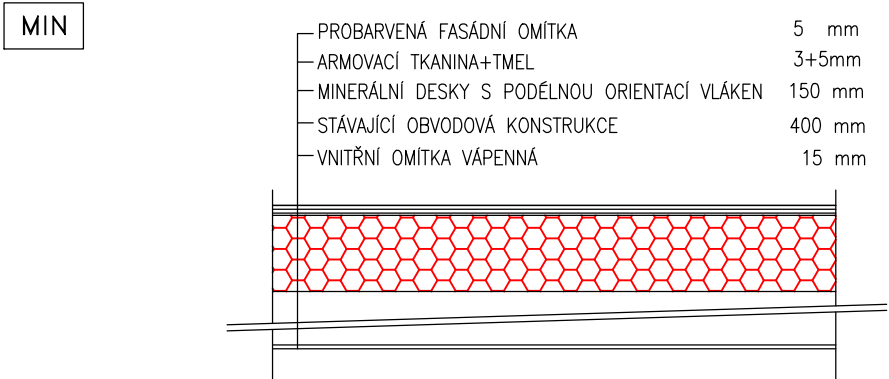 MIN
PROBARVENÁ FASÁDNÍ OMÍTKA 5 mm
ARMOVACÍ TKANINA+TMEL 3+5mm
MINERÁLNÍ DESKY S PODÉLNOU ORIENTACÍ VLÁKEN 150 mm
STÁVAJÍCÍ OBVODOVÁ KONSTRUKCE 400 mm
VNITŘNÍ OMÍTKA VÁPENNÁ 15 mm